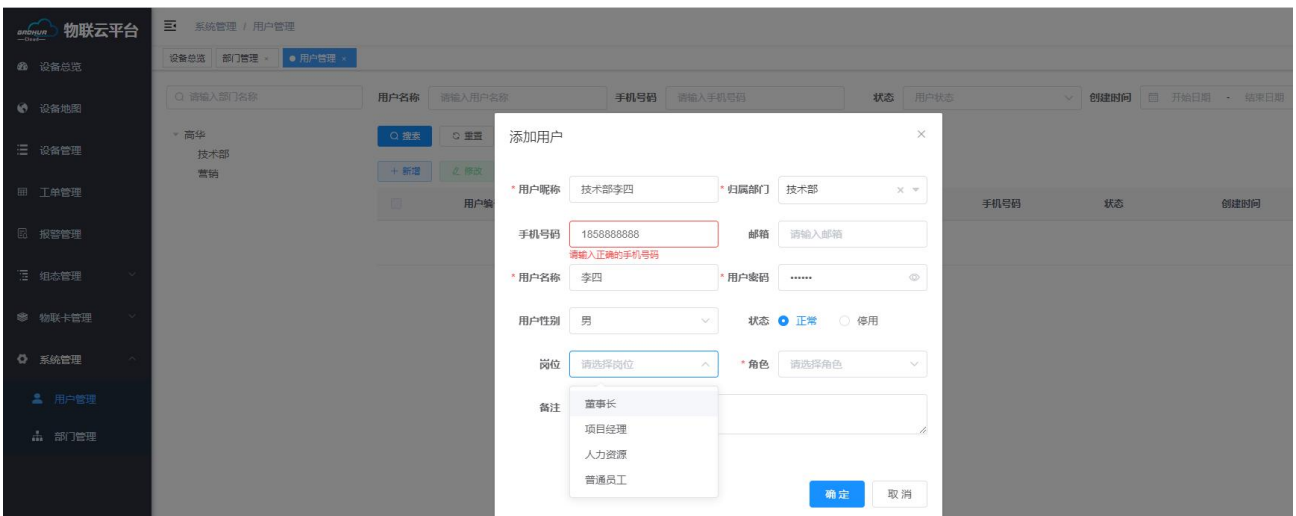 物联云平台
系统管理 / 用户管理
设备总览 部门管理 × 用户管理 ×
设备总览
设备地图
设备管理
工单管理
报警管理
组态管理
物联卡管理
系统管理
用户管理
部门管理
请输入部门名称
高华
技术部
营销
用户名称 请输入用户名称 手机号码 请输入手机号码 状态 用户状态 创建时间 开始日期 - 结束日期
搜索 重置
+ 新增 修改
用户编 手机号码 状态 创建时间
添加用户
* 用户昵称 技术部李四 * 归属部门 技术部
手机号码 1858888888 邮箱 请输入邮箱
请输入正确的手机号码
* 用户名称 李四 * 用户密码 ••••••
用户性别 男 状态 正常 停用
岗位 请选择岗位 * 角色 请选择角色
备注
董事长
项目经理
人力资源
普通员工
确定 取消